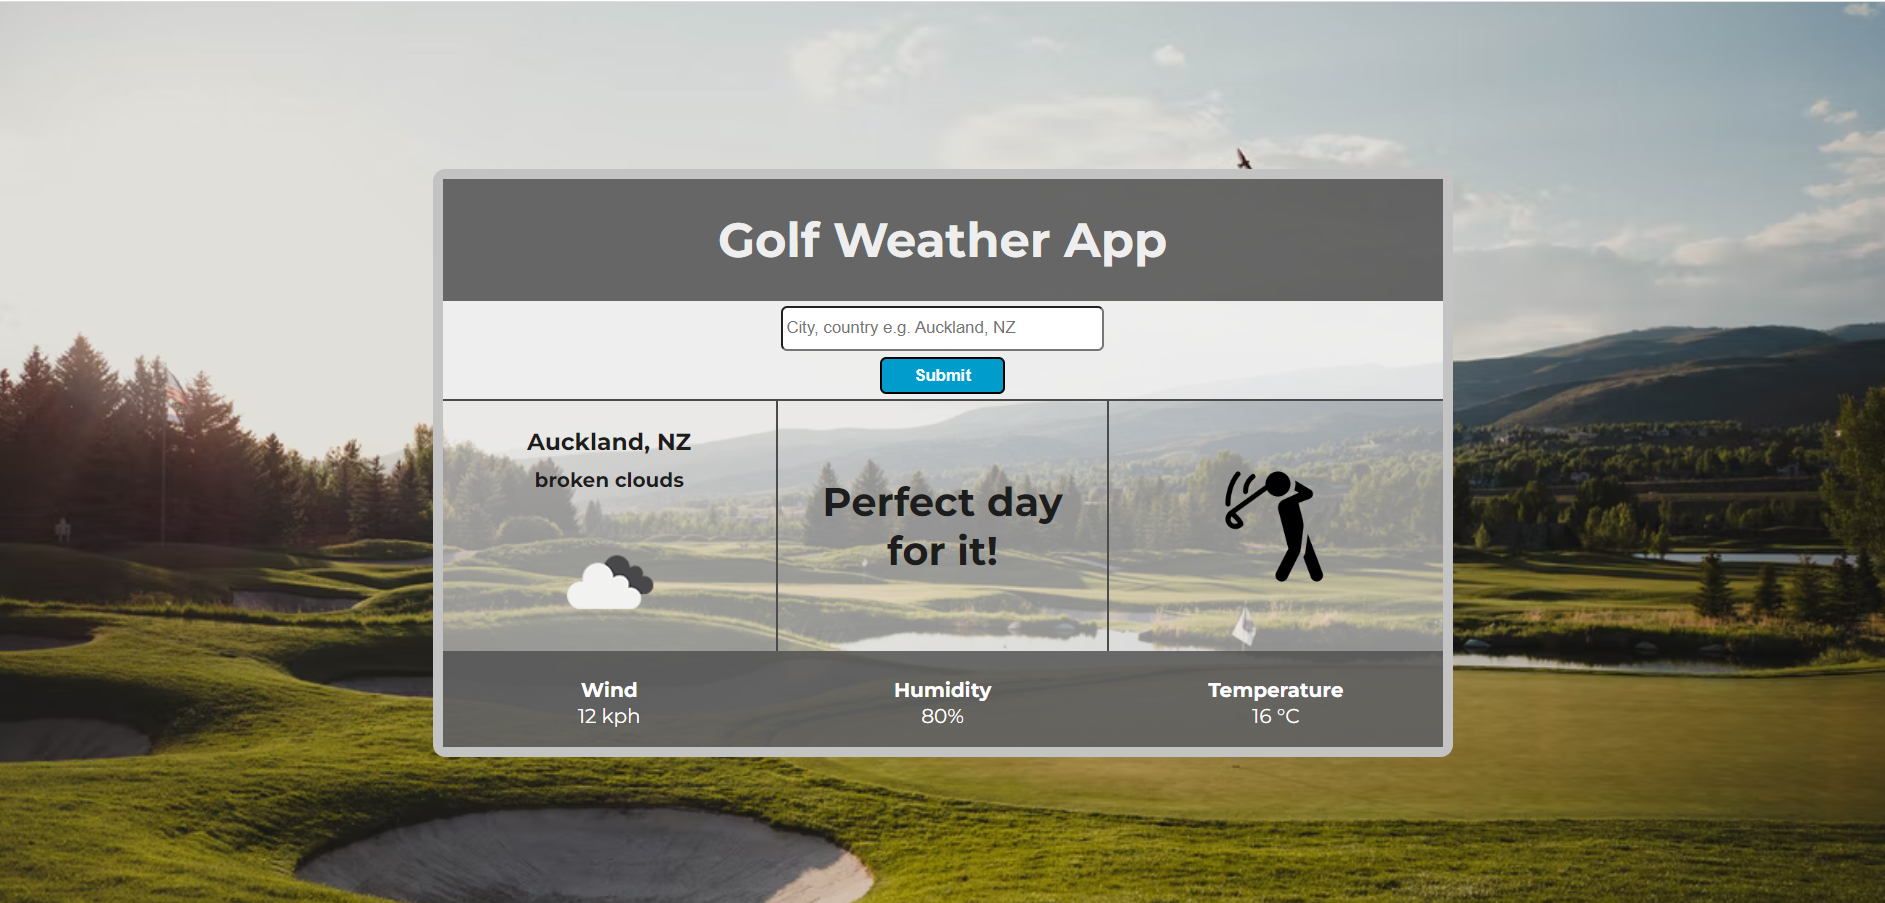 Golf Weather App
City, country e.g. Auckland, NZ
Submit
Auckland, NZ
broken clouds
Perfect day
for it!
Wind
12 kph
Humidity
80%
Temperature
16 °C